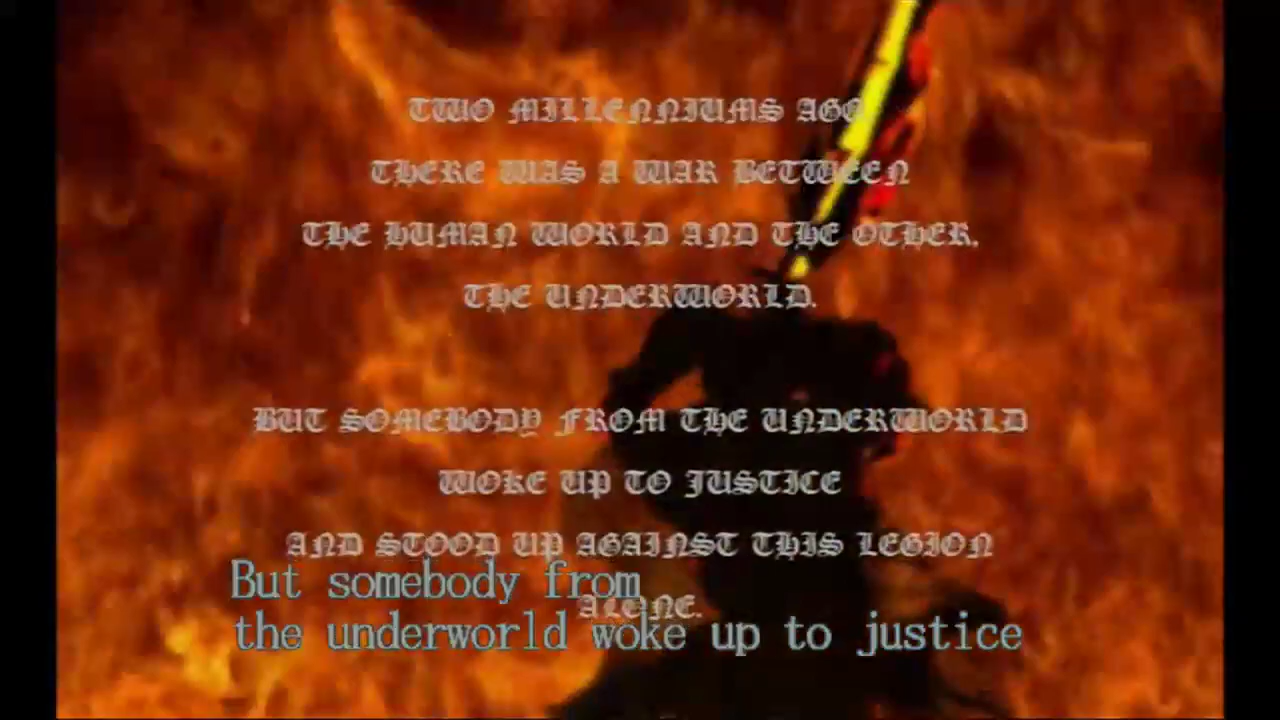 TWO MILLENNIUMS AGO
THERE WAS A WAR BETWEEN
THE HUMAN WORLD AND THE OTHER,
THE UNDERWORLD.
BUT SOMEBODY FROM THE UNDERWORLD
WOKE UP TO JUSTICE
AND STOOD UP AGAINST THIS LEGION
ALONE.
But somebody from
the underworld woke up to justice